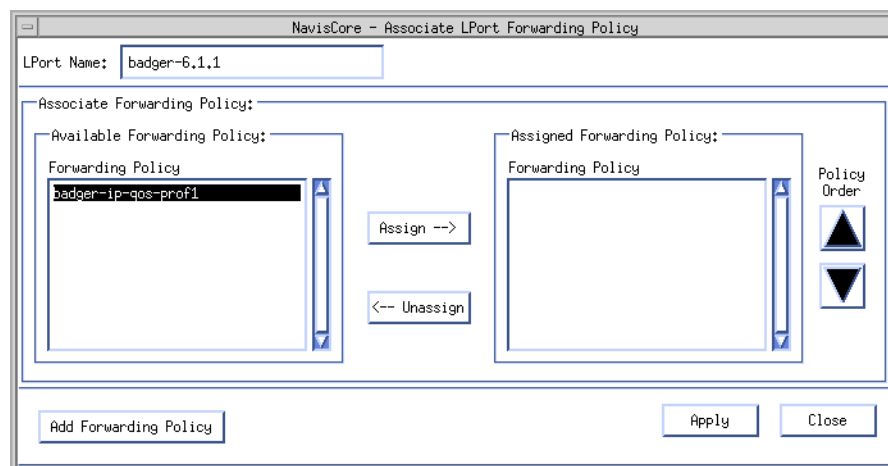 NavisCore - Associate LPort Forwarding Policy
LPort Name: badger-6.1.1
Associate Forwarding Policy:
Available Forwarding Policy:
Forwarding Policy
badger-ip-qos-prof1
Assign -->
<-- Unassign
Assigned Forwarding Policy:
Forwarding Policy
Policy
Order
Add Forwarding Policy
Apply
Close